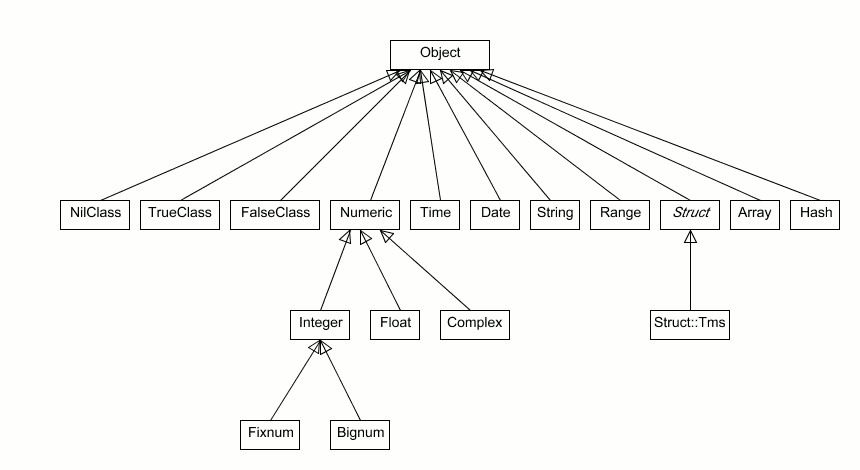 Object
NilClass
TrueClass
FalseClass
Numeric
Time
Date
String
Range
Struct
Array
Hash
Integer
Float
Complex
Struct::Tms
Fixnum
Bignum